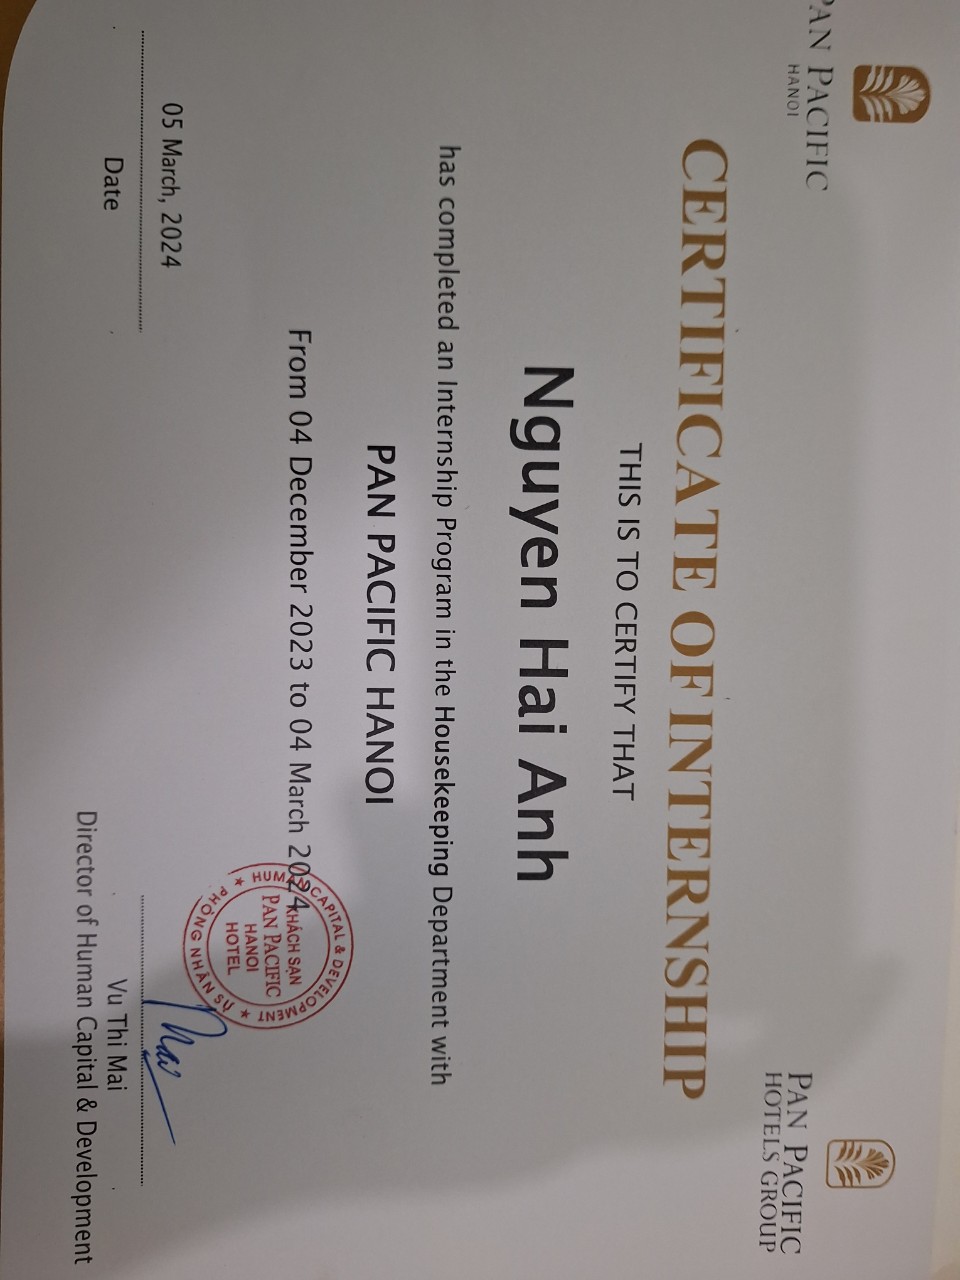 PAN PACIFIC
HANOI
PAN PACIFIC
HOTELS GROUP
CERTIFICATE OF INTERNSHIP
THIS IS TO CERTIFY THAT
Nguyen Hai Anh
has completed an Internship Program in the Housekeeping Department with
PAN PACIFIC HANOI
From 04 December 2023 to 04 March 2024
HUMAN CAPITAL & DEVELOPMENT
KHÁCH SẠN
PAN PACIFIC
HANOI
HOTEL
PHÒNG NHÂN SỰ
05 March, 2024
Date
Mai
Vu Thi Mai
Director of Human Capital & Development